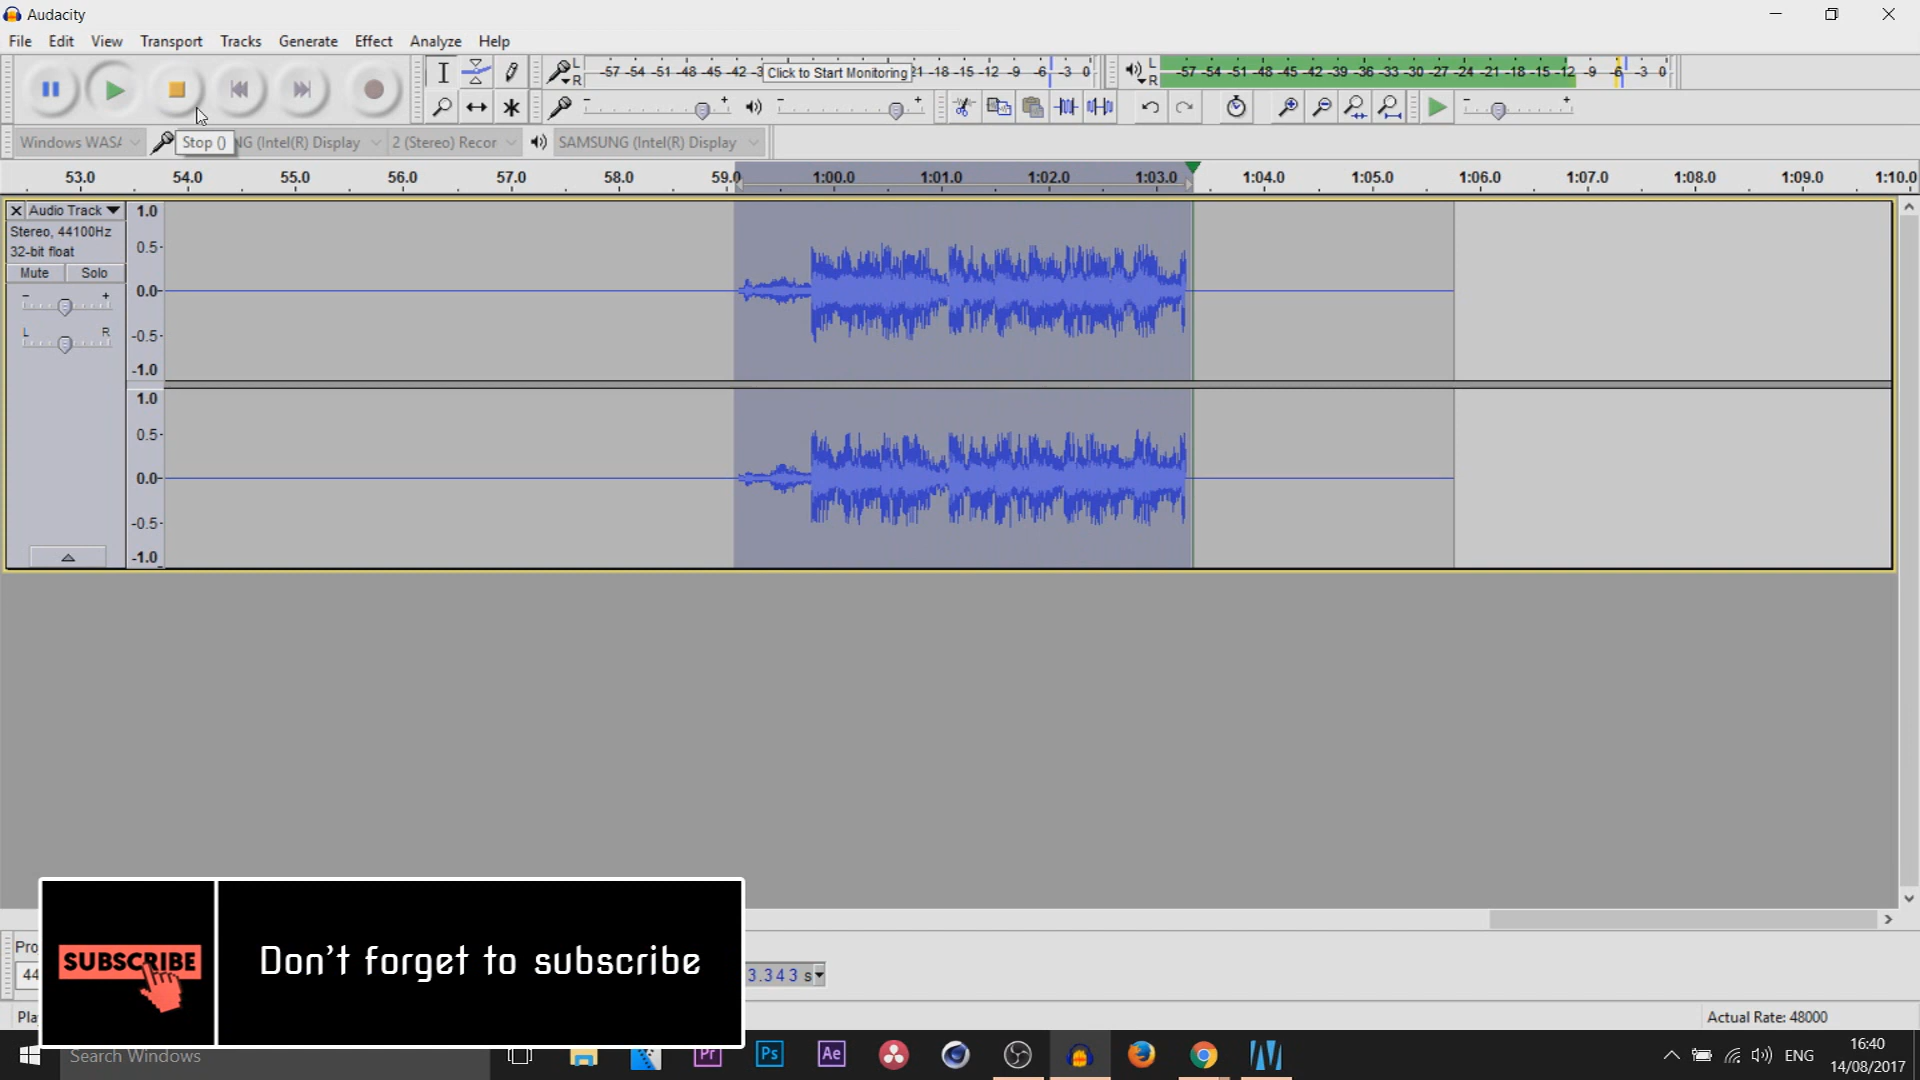 Audacity
File Edit View Transport Tracks Generate Effect Analyze Help
L R -57 -54 -51 -48 -45 -42 -3 Click to Start Monitoring 21 -18 -15 -12 -9 -6 -3 0
L R -57 -54 -51 -48 -45 -42 -39 -36 -33 -30 -27 -24 -21 -18 -15 -12 -9 -6 -3 0
Windows WAS Stop () NG (Intel(R) Display 2 (Stereo) Recor SAMSUNG (Intel(R) Display
53.0 54.0 55.0 56.0 57.0 58.0 59.0 1:00.0 1:01.0 1:02.0 1:03.0 1:04.0 1:05.0 1:06.0 1:07.0 1:08.0 1:09.0 1:10.0
Audio Track 1.0
Stereo, 44100Hz
32-bit float 0.5
Mute Solo
- + 0.0
L R -0.5
-1.0
1.0
0.5
0.0
-0.5
-1.0
Pro
44
SUBSCRIBE
Don't forget to subscribe
3.343 s
Pla
Actual Rate: 48000
Search Windows
Pr Ps Ae
ENG
16:40
14/08/2017